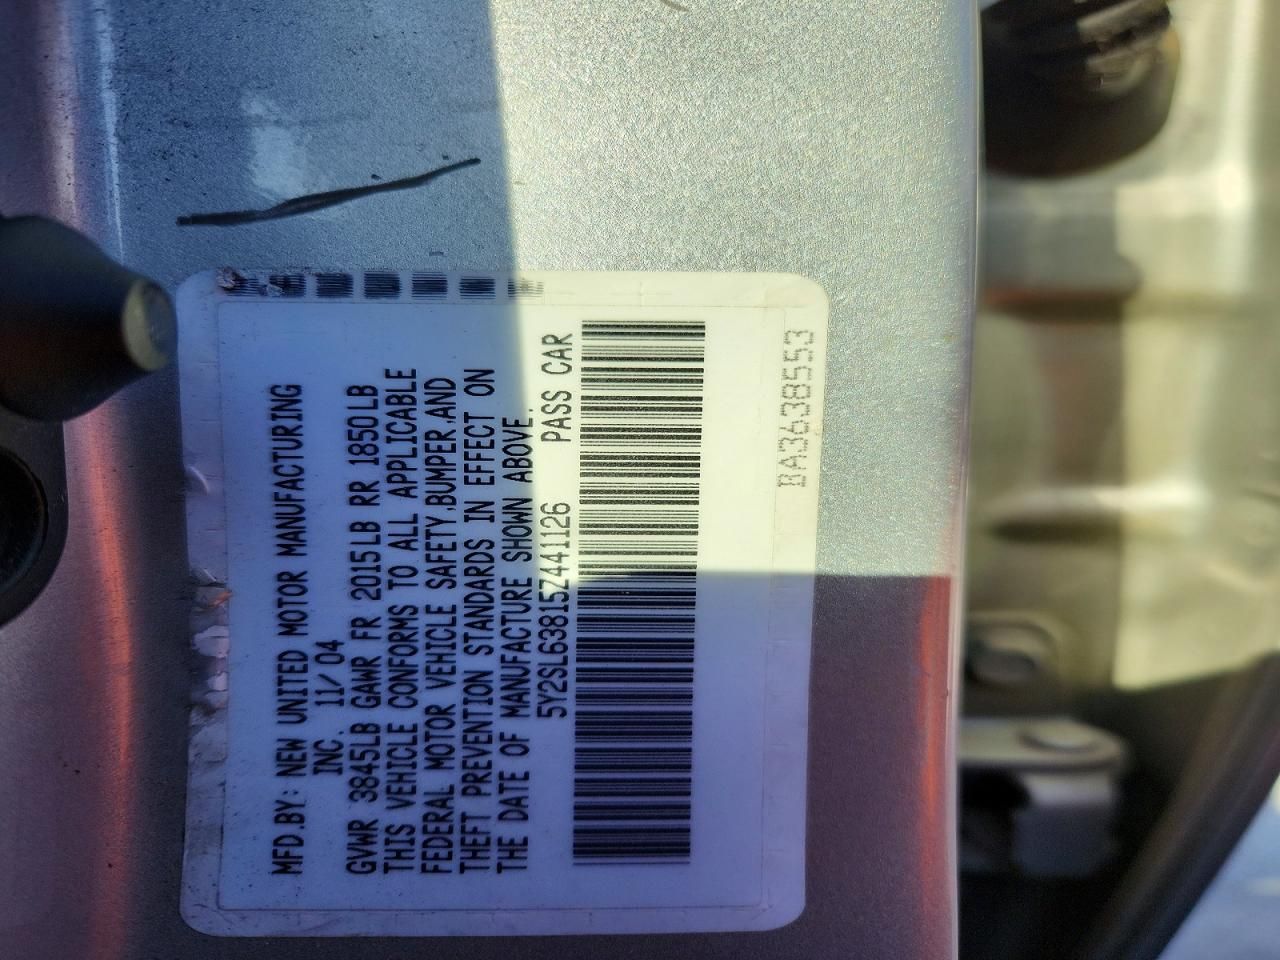 MFD.BY: NEW UNITED MOTOR MANUFACTURING
INC. 11/04
GVWR 3845LB GAWR FR 2015LB RR 1850LB
THIS VEHICLE CONFORMS TO ALL APPLICABLE
FEDERAL MOTOR VEHICLE SAFETY,BUMPER,AND
THEFT PREVENTION STANDARDS IN EFFECT ON
THE DATE OF MANUFACTURE SHOWN ABOVE.
5Y2SL63815Z441126 PASS CAR
BA3638553